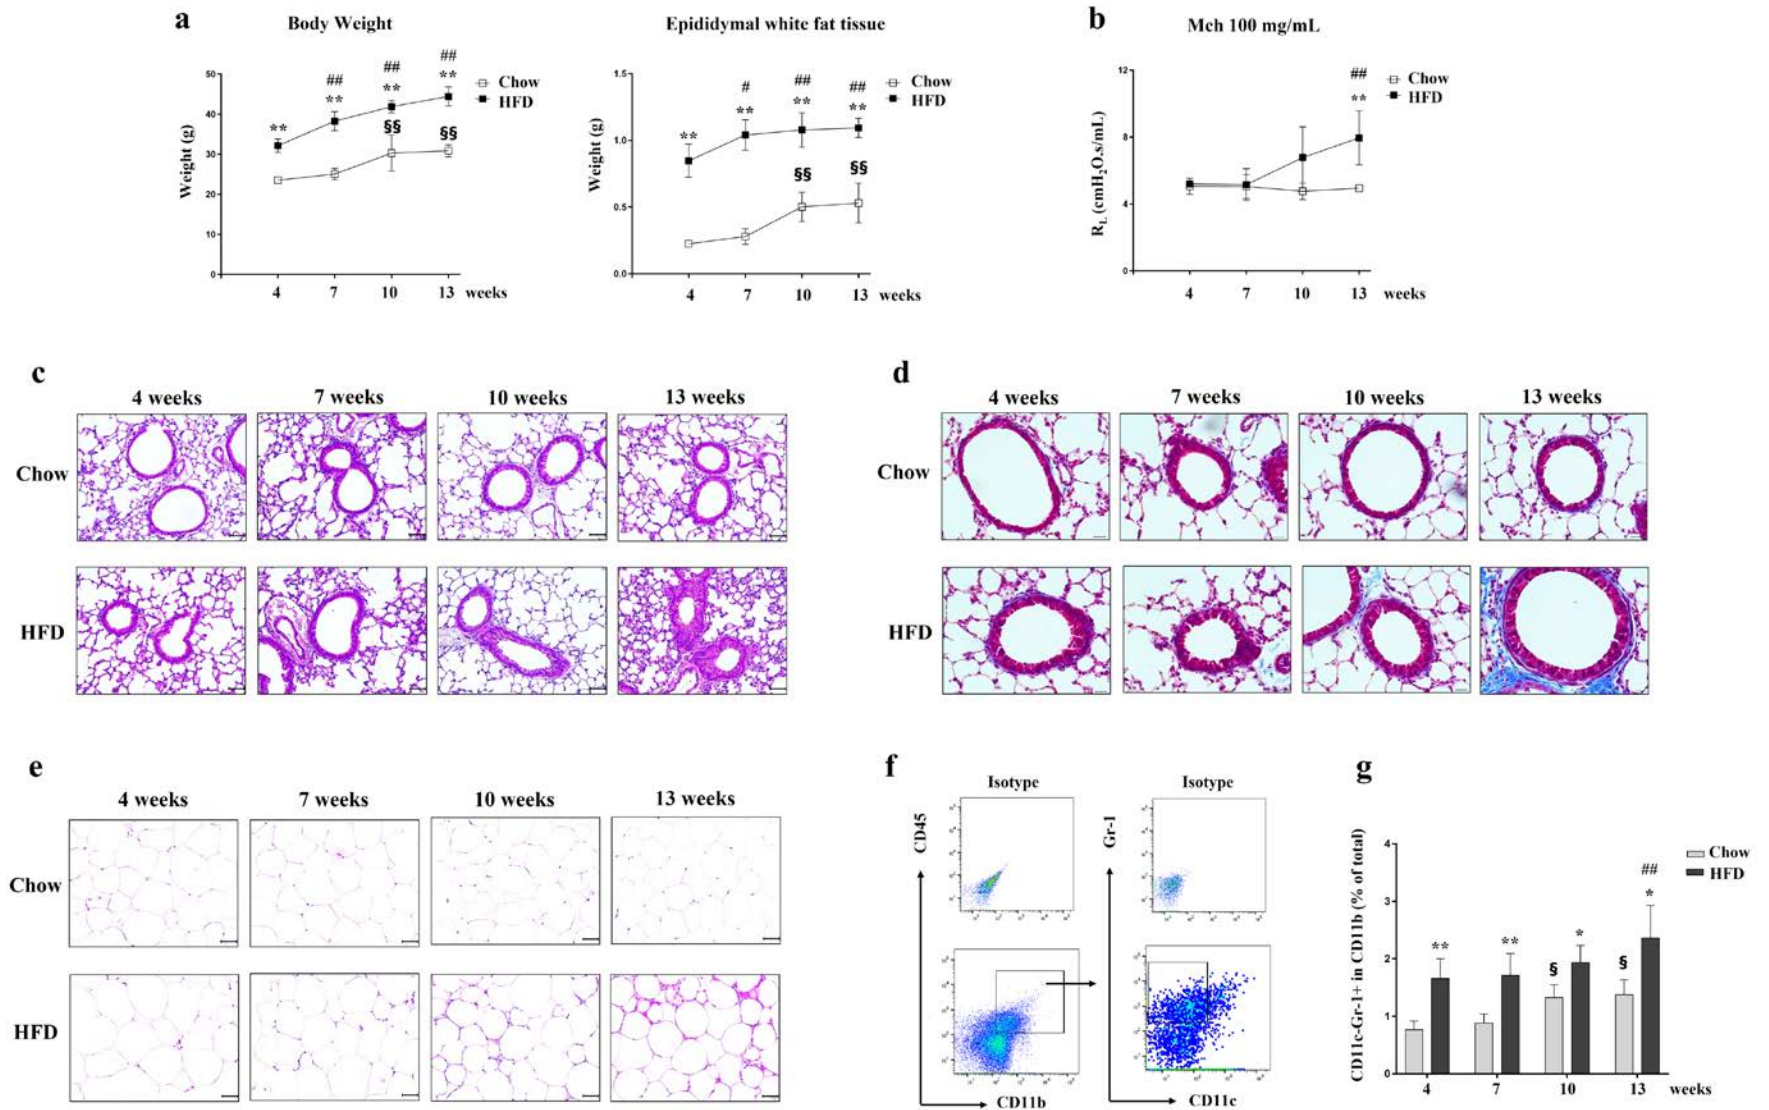 a
Body Weight
Weight (g)
50
40
30
20
10
0
##
##
##
**
**
**
**
§§
§§
Chow
HFD
4 7 10 13 weeks
Epididymal white fat tissue
Weight (g)
1.5
1.0
0.5
0.0
#
##
##
**
**
**
**
§§
§§
Chow
HFD
4 7 10 13 weeks
b
Mch 100 mg/mL
R_L (cmH₂O.s/mL)
12
8
4
0
##
**
Chow
HFD
4 7 10 13 weeks
c
4 weeks 7 weeks 10 weeks 13 weeks
Chow
HFD
d
4 weeks 7 weeks 10 weeks 13 weeks
Chow
HFD
e
4 weeks 7 weeks 10 weeks 13 weeks
Chow
HFD
f
Isotype Isotype
CD45
Gr-1
CD11b
CD11c
g
CD11c-Gr-1+ in CD11b (% of total)
4
3
2
1
0
**
**
§
*
§
##
*
Chow
HFD
4 7 10 13 weeks